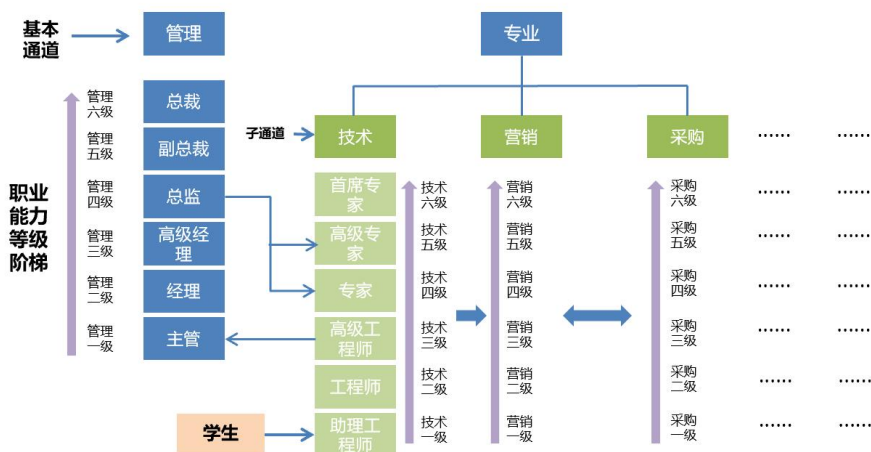 基本
通道
管理
专业
管理
六级
总裁
管理
五级
副总裁
子通道
技术
营销
采购
......
......
职业
能力
等级
阶梯
管理
四级
总监
首席专
家
技术
六级
营销
六级
采购
六级
......
......
管理
三级
高级经
理
高级专
家
技术
五级
营销
五级
采购
五级
......
......
管理
二级
经理
专家
技术
四级
营销
四级
采购
四级
......
......
管理
一级
主管
高级工
程师
技术
三级
营销
三级
采购
三级
......
......
工程师
技术
二级
营销
二级
采购
二级
......
......
学生
助理工
程师
技术
一级
营销
一级
采购
一级
......
......